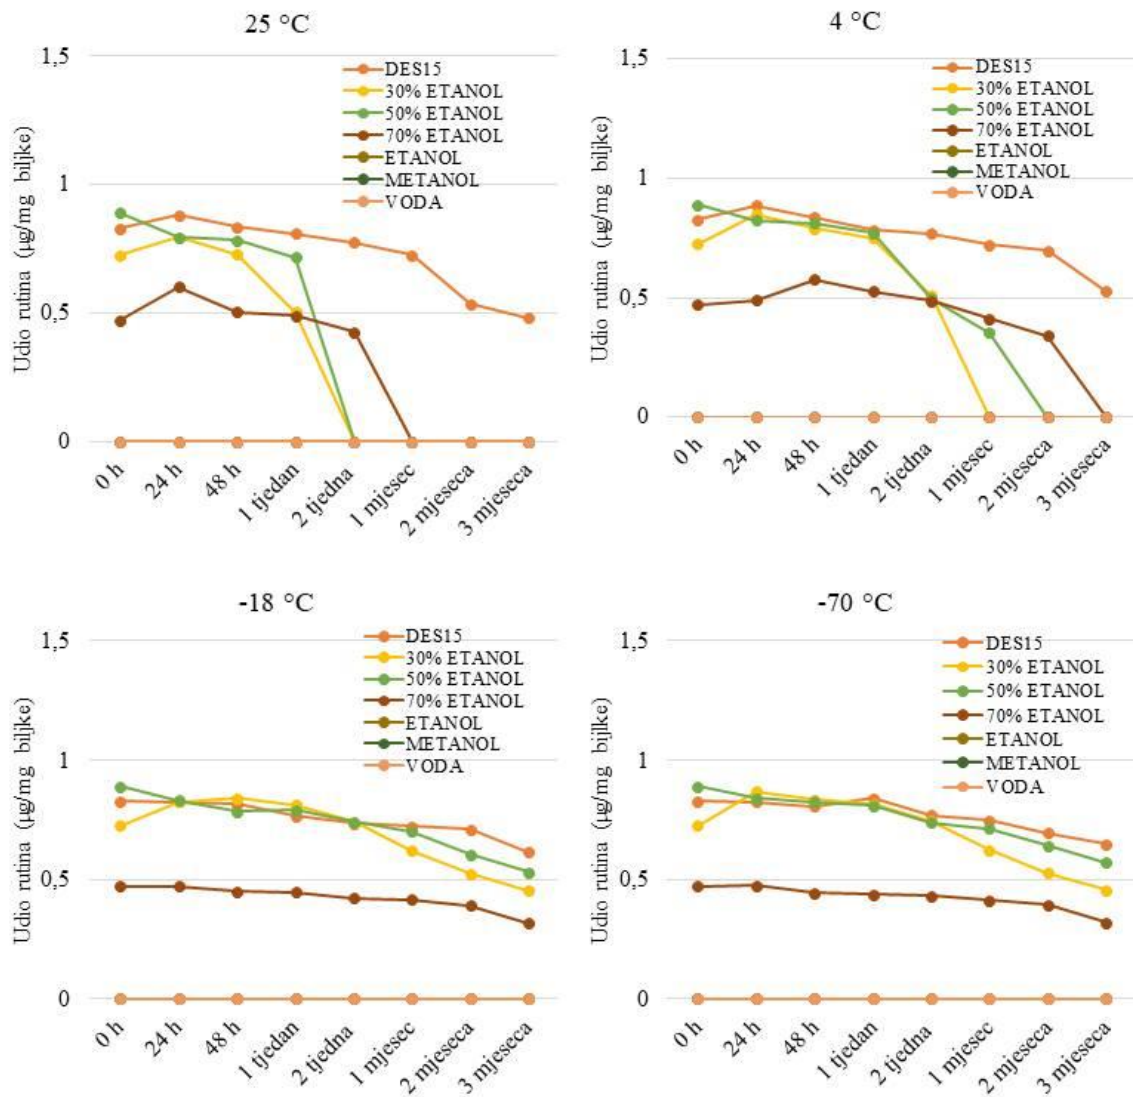 25 °C
Udio rutina (µg/mg biljke)
1,5
1
0,5
0
DES15
30% ETANOL
50% ETANOL
70% ETANOL
ETANOL
METANOL
VODA
0 h
24 h
48 h
1 tjedan
2 tjedna
1 mjesec
2 mjeseca
3 mjeseca
4 °C
Udio rutina (µg/mg biljke)
1,5
1
0,5
0
DES15
30% ETANOL
50% ETANOL
70% ETANOL
ETANOL
METANOL
VODA
0 h
24 h
48 h
1 tjedan
2 tjedna
1 mjesec
2 mjeseca
3 mjeseca
-18 °C
Udio rutina (µg/mg biljke)
1,5
1
0,5
0
DES15
30% ETANOL
50% ETANOL
70% ETANOL
ETANOL
METANOL
VODA
0 h
24 h
48 h
1 tjedan
2 tjedna
1 mjesec
2 mjeseca
3 mjeseca
-70 °C
Udio rutina (µg/mg biljke)
1,5
1
0,5
0
DES15
30% ETANOL
50% ETANOL
70% ETANOL
ETANOL
METANOL
VODA
0 h
24 h
48 h
1 tjedan
2 tjedna
1 mjesec
2 mjeseca
3 mjeseca